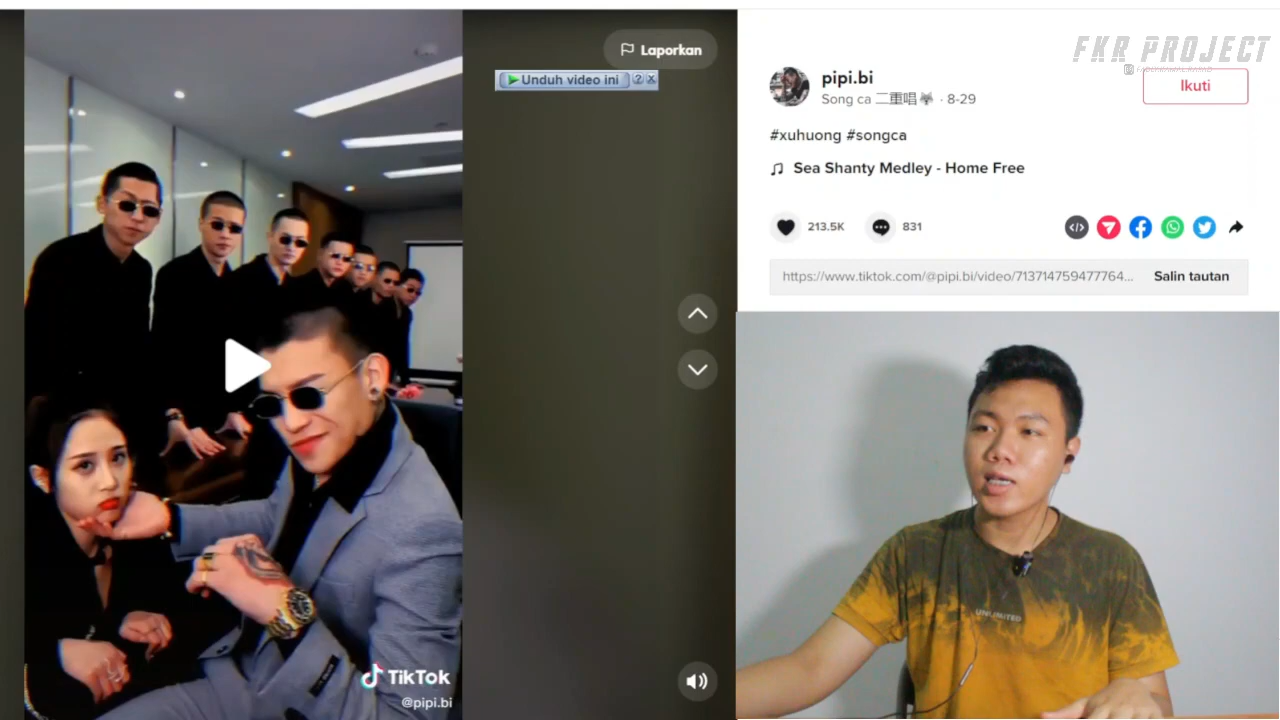 FKR PROJECT
Laporkan
Unduh video ini
? X
pipi.bi
Song ca 二重唱🐺 · 8-29
Ikuti
#xuhuong #songca
Sea Shanty Medley - Home Free
213.5K
831
https://www.tiktok.com/@pipi.bi/video/713714759477764...
Salin tautan
UNLIMITED
TikTok
@pipi.bi